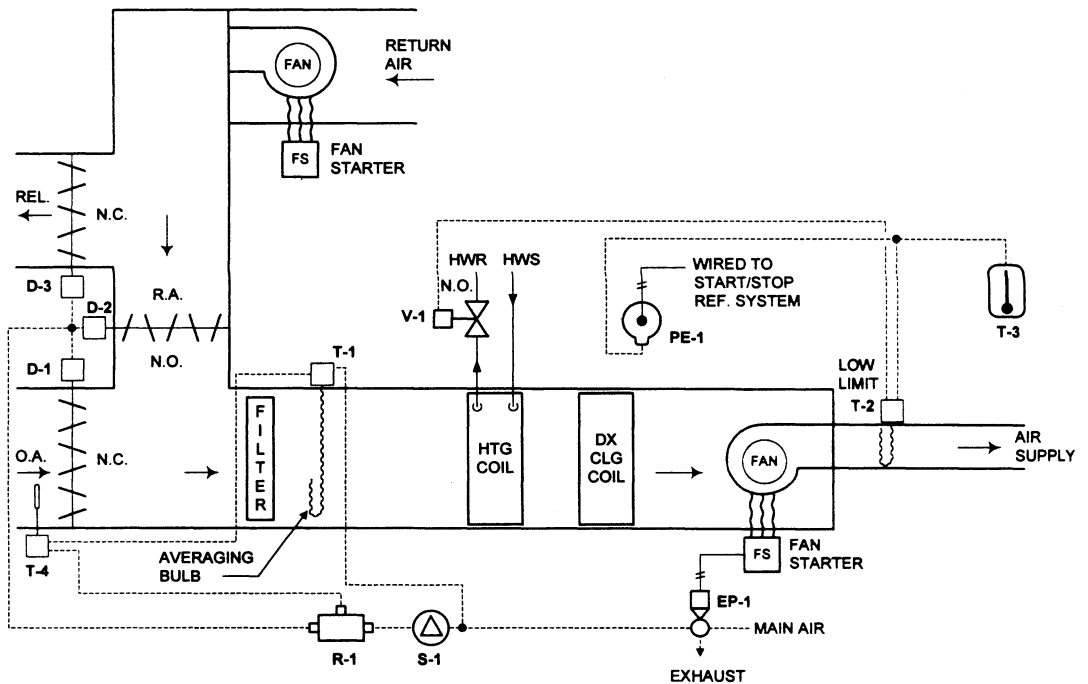 FAN
RETURN
AIR
FS
FAN
STARTER
REL.
N.C.
D-3
D-2
R.A.
N.O.
D-1
T-1
HWR
HWS
N.O.
V-1
WIRED TO
START/STOP
REF. SYSTEM
PE-1
T-3
LOW
LIMIT
T-2
O.A.
N.C.
FILTER
HTG
COIL
DX
CLG
COIL
FAN
AIR
SUPPLY
T-4
AVERAGING
BULB
FS
FAN
STARTER
EP-1
MAIN AIR
R-1
S-1
EXHAUST